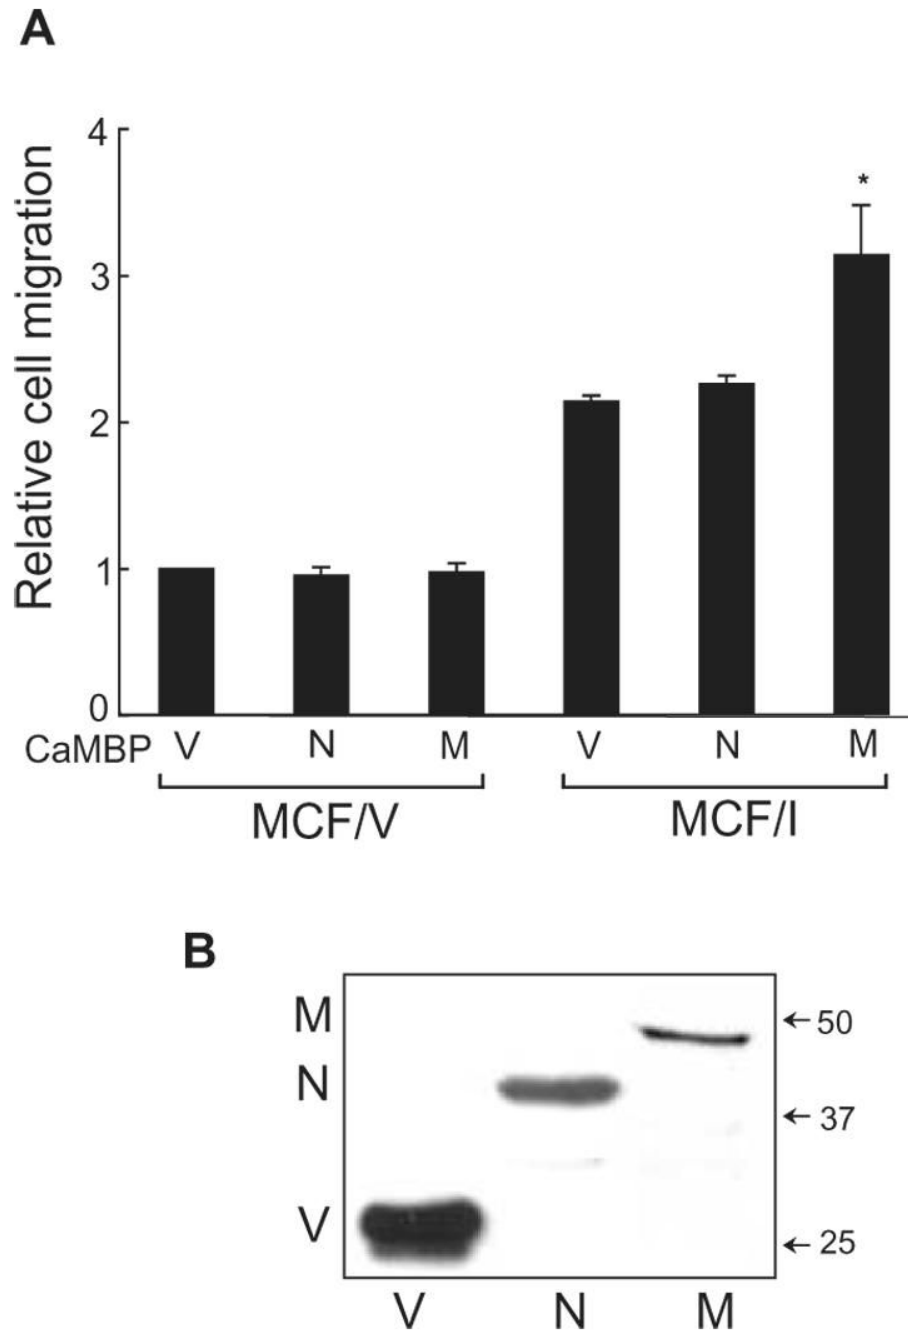 A
Relative cell migration
4
3
2
1
0
*
CaMBP V N M V N M
MCF/V MCF/I
B
M
N
V
←50
←37
←25
V N M